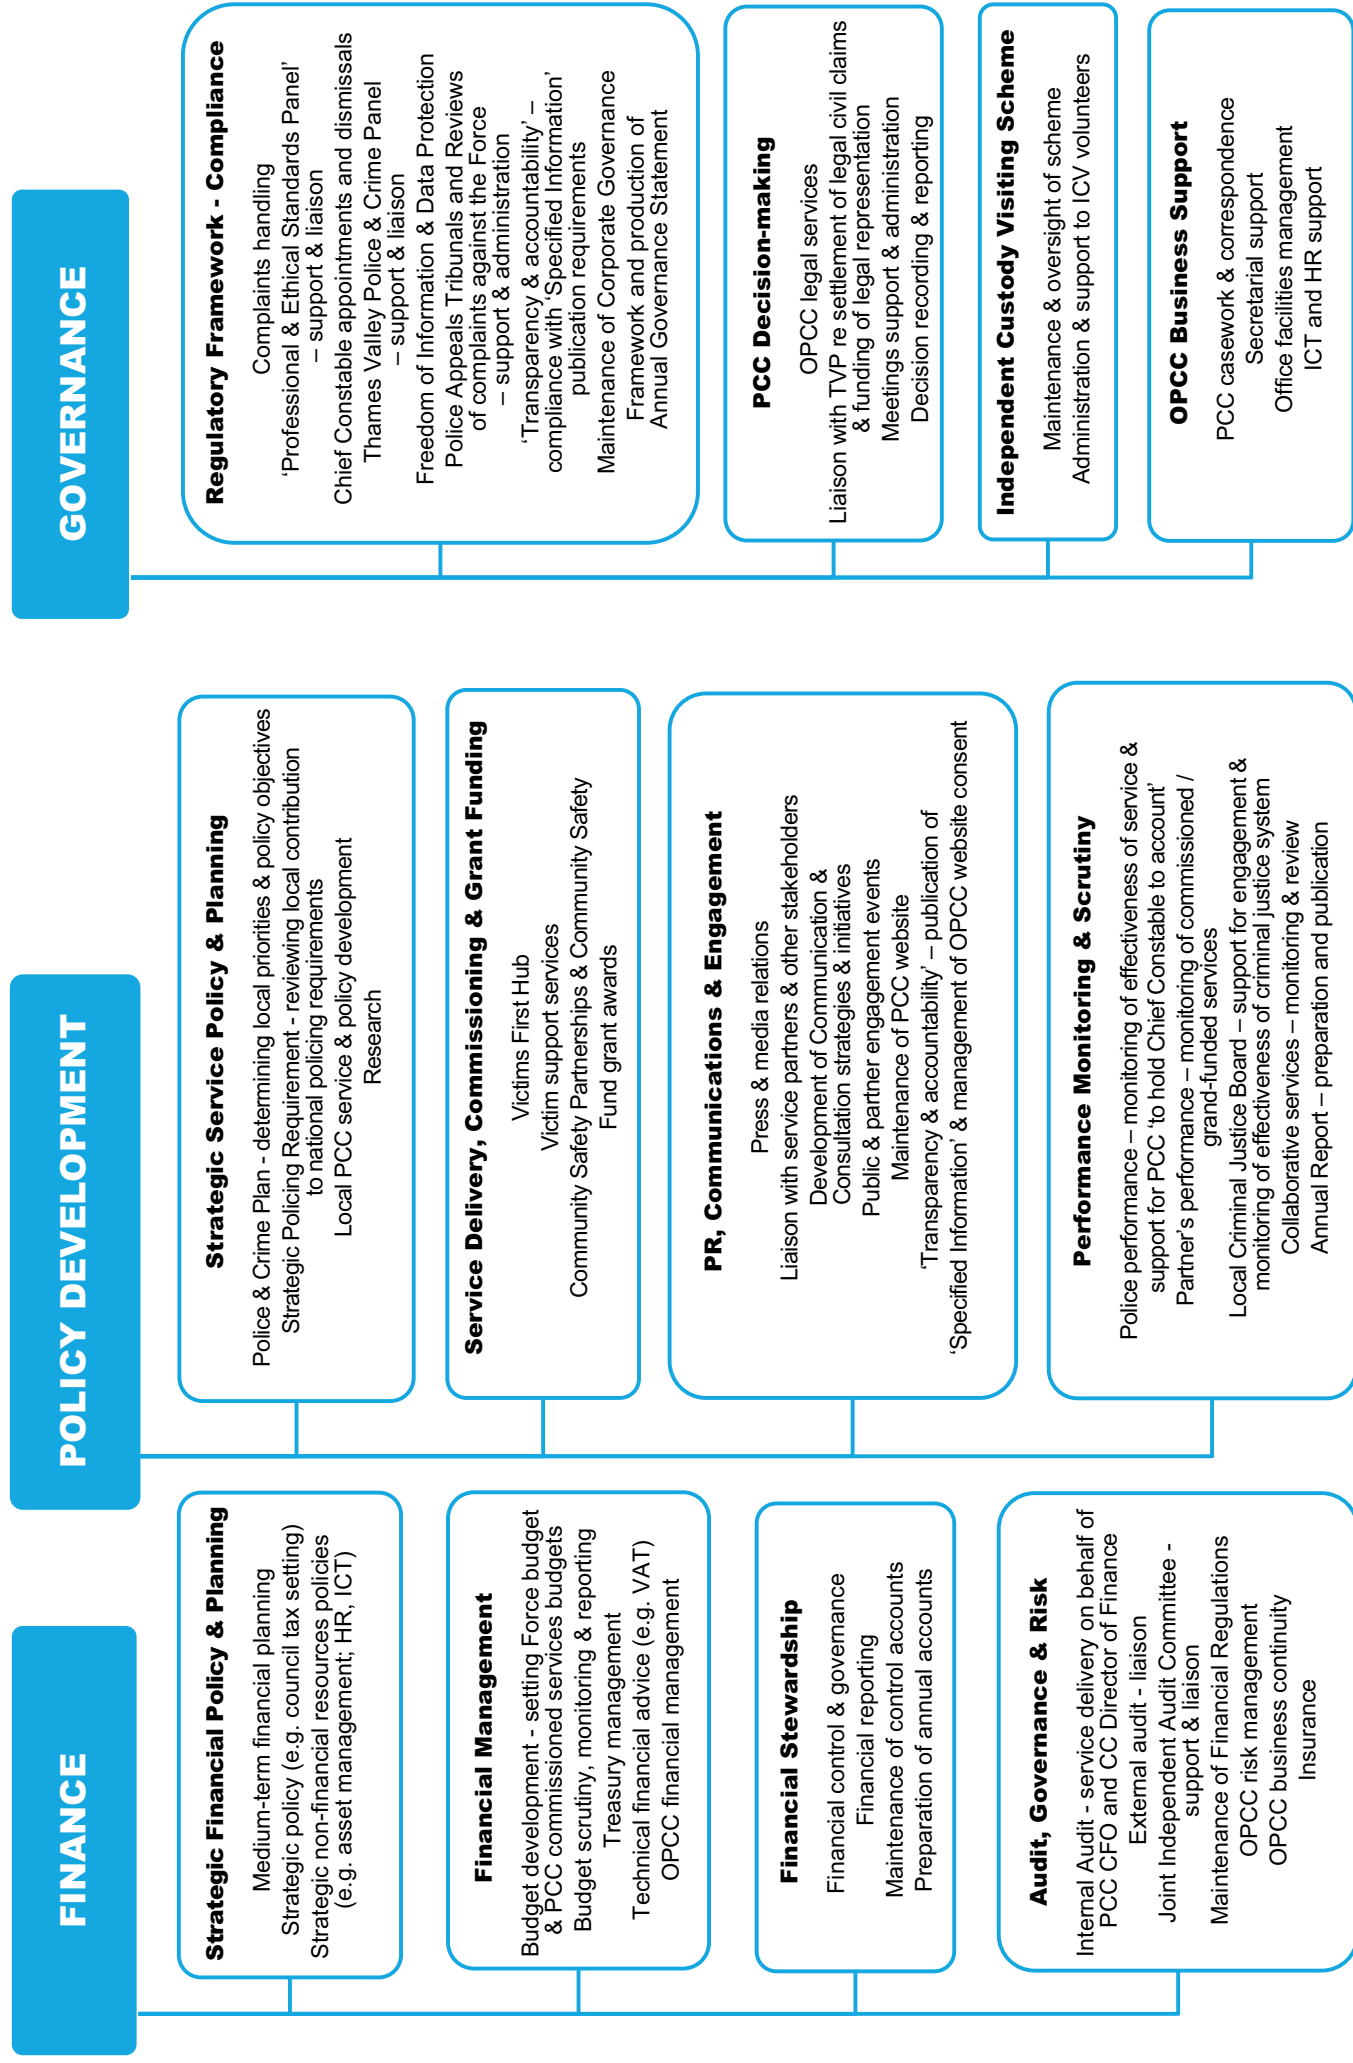 FINANCE
Strategic Financial Policy & Planning
Medium-term financial planning
Strategic policy (e.g. council tax setting)
Strategic non-financial resources policies
(e.g. asset management; HR, ICT)
Financial Management
Budget development - setting Force budget
& PCC commissioned services budgets
Budget scrutiny, monitoring & reporting
Treasury management
Technical financial advice (e.g. VAT)
OPCC financial management
Financial Stewardship
Financial control & governance
Financial reporting
Maintenance of control accounts
Preparation of annual accounts
Audit, Governance & Risk
Internal Audit - service delivery on behalf of
PCC CFO and CC Director of Finance
External audit - liaison
Joint Independent Audit Committee -
support & liaison
Maintenance of Financial Regulations
OPCC risk management
OPCC business continuity
Insurance
POLICY DEVELOPMENT
Strategic Service Policy & Planning
Police & Crime Plan - determining local priorities & policy objectives
Strategic Policing Requirement - reviewing local contribution
to national policing requirements
Local PCC service & policy development
Research
Service Delivery, Commissioning & Grant Funding
Victims First Hub
Victim support services
Community Safety Partnerships & Community Safety
Fund grant awards
PR, Communications & Engagement
Press & media relations
Liaison with service partners & other stakeholders
Development of Communication &
Consultation strategies & initiatives
Public & partner engagement events
Maintenance of PCC website
‘Transparency & accountability’ – publication of
‘Specified Information’ & management of OPCC website consent
Performance Monitoring & Scrutiny
Police performance – monitoring of effectiveness of service &
support for PCC ‘to hold Chief Constable to account’
Partner’s performance – monitoring of commissioned /
grand-funded services
Local Criminal Justice Board – support for engagement &
monitoring of effectiveness of criminal justice system
Collaborative services – monitoring & review
Annual Report – preparation and publication
GOVERNANCE
Regulatory Framework - Compliance
Complaints handling
‘Professional & Ethical Standards Panel’
– support & liaison
Chief Constable appointments and dismissals
Thames Valley Police & Crime Panel
– support & liaison
Freedom of Information & Data Protection
Police Appeals Tribunals and Reviews
of complaints against the Force
– support & administration
‘Transparency & accountability’ –
compliance with ‘Specified Information’
publication requirements
Maintenance of Corporate Governance
Framework and production of
Annual Governance Statement
PCC Decision-making
OPCC legal services
Liaison with TVP re settlement of legal civil claims
& funding of legal representation
Meetings support & administration
Decision recording & reporting
Independent Custody Visiting Scheme
Maintenance & oversight of scheme
Administration & support to ICV volunteers
OPCC Business Support
PCC casework & correspondence
Secretarial support
Office facilities management
ICT and HR support